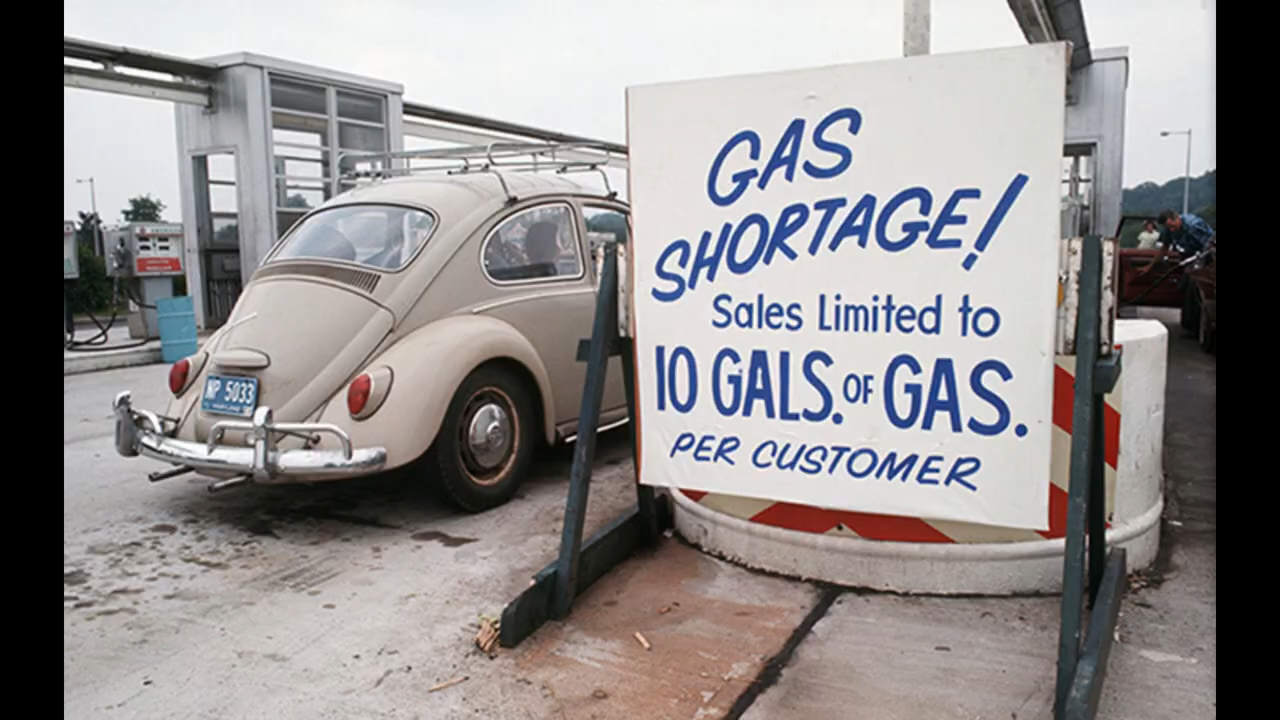 GAS
SHORTAGE!
Sales Limited to
10 GALS. OF GAS.
PER CUSTOMER
NP 5033